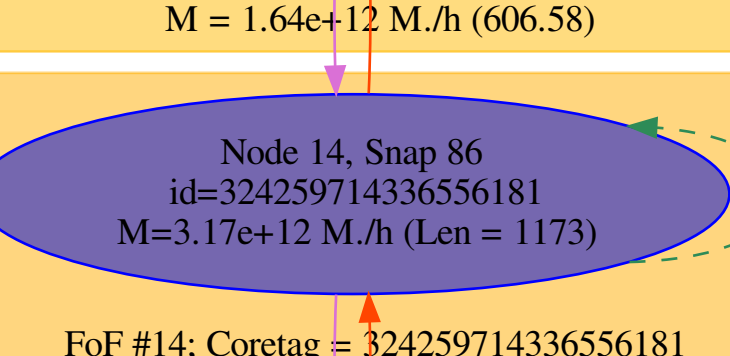 M = 1.64e+12 M./h (606.58)
Node 14, Snap 86
id=324259714336556181
M=3.17e+12 M./h (Len = 1173)
FoF #14; Coretag = 324259714336556181